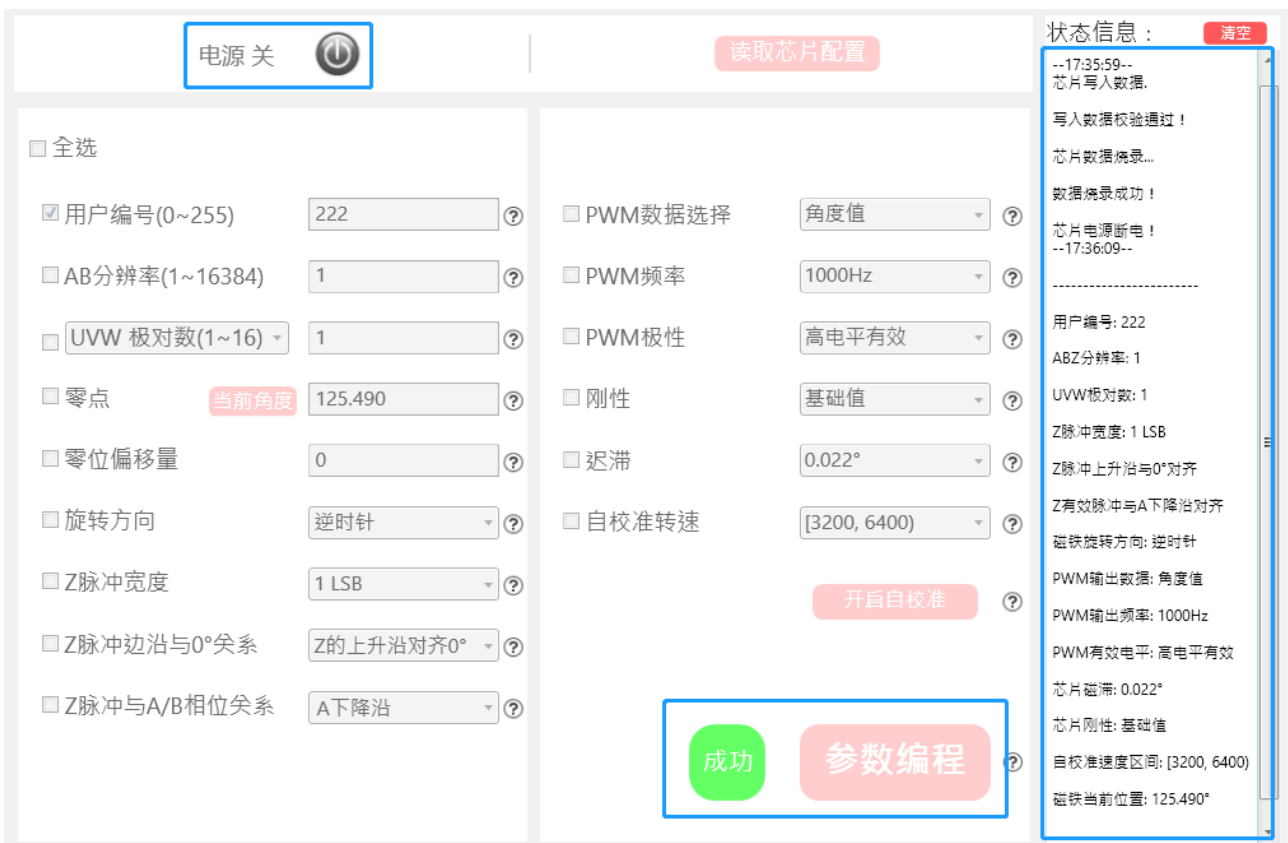 电源 关
读取芯片配置
状态信息：
清空
全选
用户编号(0~255)
222
AB分辨率(1~16384)
1
UVW 极对数(1~16)
1
零点
当前角度
125.490
零位偏移量
0
旋转方向
逆时针
Z脉冲宽度
1 LSB
Z脉冲边沿与0°关系
Z的上升沿对齐0°
Z脉冲与A/B相位关系
A下降沿
PWM数据选择
角度值
PWM频率
1000Hz
PWM极性
高电平有效
刚性
基础值
迟滞
0.022°
自校准转速
[3200, 6400)
开启自校准
成功
参数编程
--17:35:59--
芯片写入数据.
写入数据校验通过！
芯片数据烧录...
数据烧录成功！
芯片电源断电！
--17:36:09--
------------------------
用户编号: 222
ABZ分辨率: 1
UVW极对数: 1
Z脉冲宽度: 1 LSB
Z脉冲上升沿与0°对齐
Z有效脉冲与A下降沿对齐
磁铁旋转方向: 逆时针
PWM输出数据: 角度值
PWM输出频率: 1000Hz
PWM有效电平: 高电平有效
芯片磁滞: 0.022°
芯片刚性: 基础值
自校准速度区间: [3200, 6400)
磁铁当前位置: 125.490°